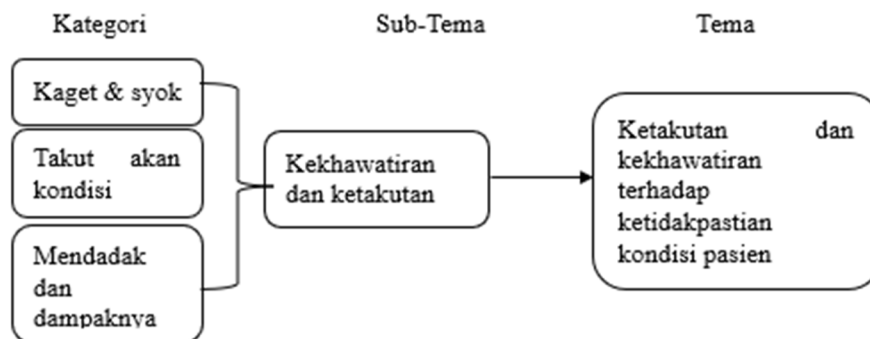 Kategori Sub-Tema Tema
Kaget & syok
Takut akan
kondisi
Mendadak
dan
dampaknya
Kekhawatiran
dan ketakutan
Ketakutan dan
kekhawatiran
terhadap
ketidakpastian
kondisi pasien